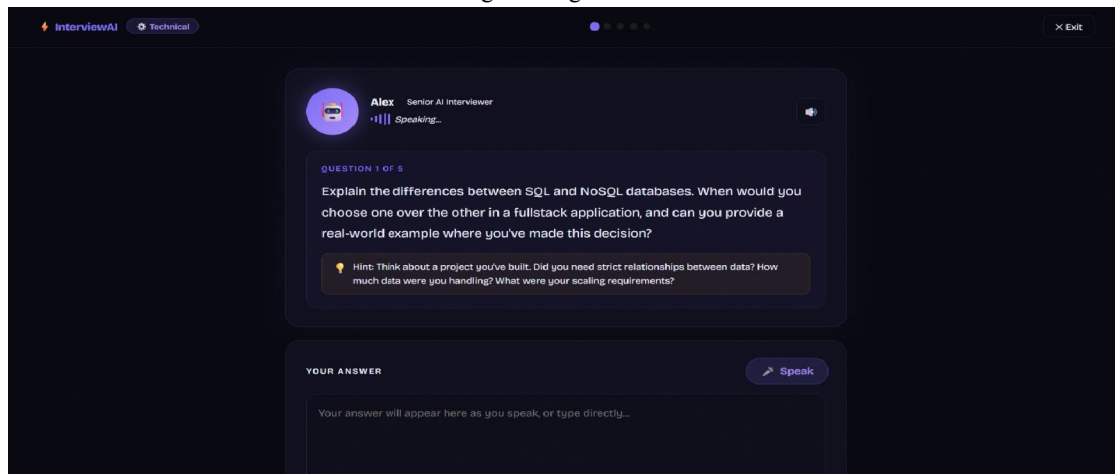 InterviewAI
Technical
Exit
Alex Senior AI Interviewer
Speaking...
QUESTION 1 OF 5
Explain the differences between SQL and NoSQL databases. When would you
choose one over the other in a fullstack application, and can you provide a
real-world example where you've made this decision?
Hint: Think about a project you've built. Did you need strict relationships between data? How
much data were you handling? What were your scaling requirements?
YOUR ANSWER
Speak
Your answer will appear here as you speak, or type directly...